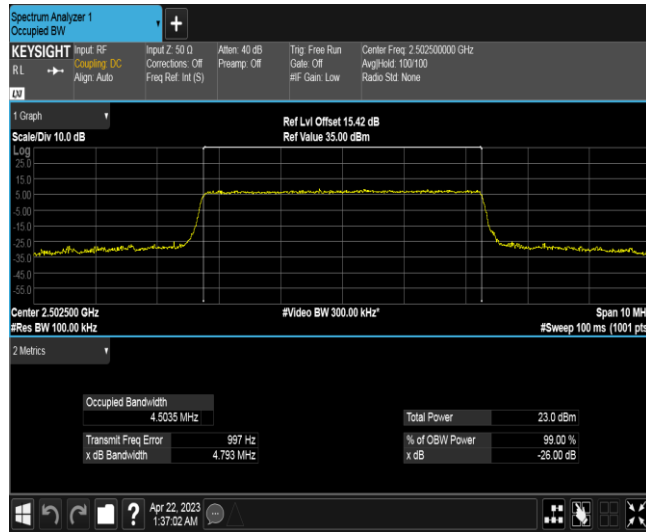 Spectrum Analyzer 1
Occupied BW
KEYSIGHT
RL
LXI
Input: RF
Coupling: DC
Align: Auto
Input Z: 50 Ω
Corrections: Off
Freq Ref: Int (S)
Atten: 40 dB
Preamp: Off
Trig: Free Run
Gate: Off
#IF Gain: Low
Center Freq: 2.502500000 GHz
Avg|Hold: 100/100
Radio Std: None
1 Graph
Scale/Div 10.0 dB
Ref Lvl Offset 15.42 dB
Ref Value 35.00 dBm
Log
25.0
15.0
5.00
-5.00
-15.0
-25.0
-35.0
-45.0
-55.0
Center 2.502500 GHz
#Res BW 100.00 kHz
#Video BW 300.00 kHz*
Span 10 MH
#Sweep 100 ms (1001 pts
2 Metrics
Occupied Bandwidth
4.5035 MHz
Transmit Freq Error 997 Hz
x dB Bandwidth 4.793 MHz
Total Power 23.0 dBm
% of OBW Power 99.00 %
x dB -26.00 dB
?
Apr 22, 2023
1:37:02 AM